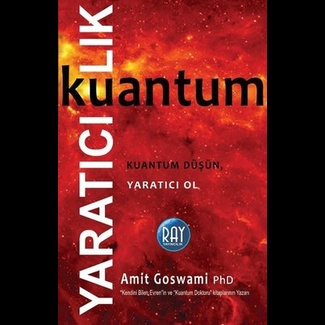 YARATICILIK
kuantum
KUANTUM DÜŞÜN,
YARATICI OL
RAY
YAYINCILIK
Amit Goswami PhD
"Kendini Bilen Evren"in ve "Kuantum Doktoru" kitaplarının Yazarı